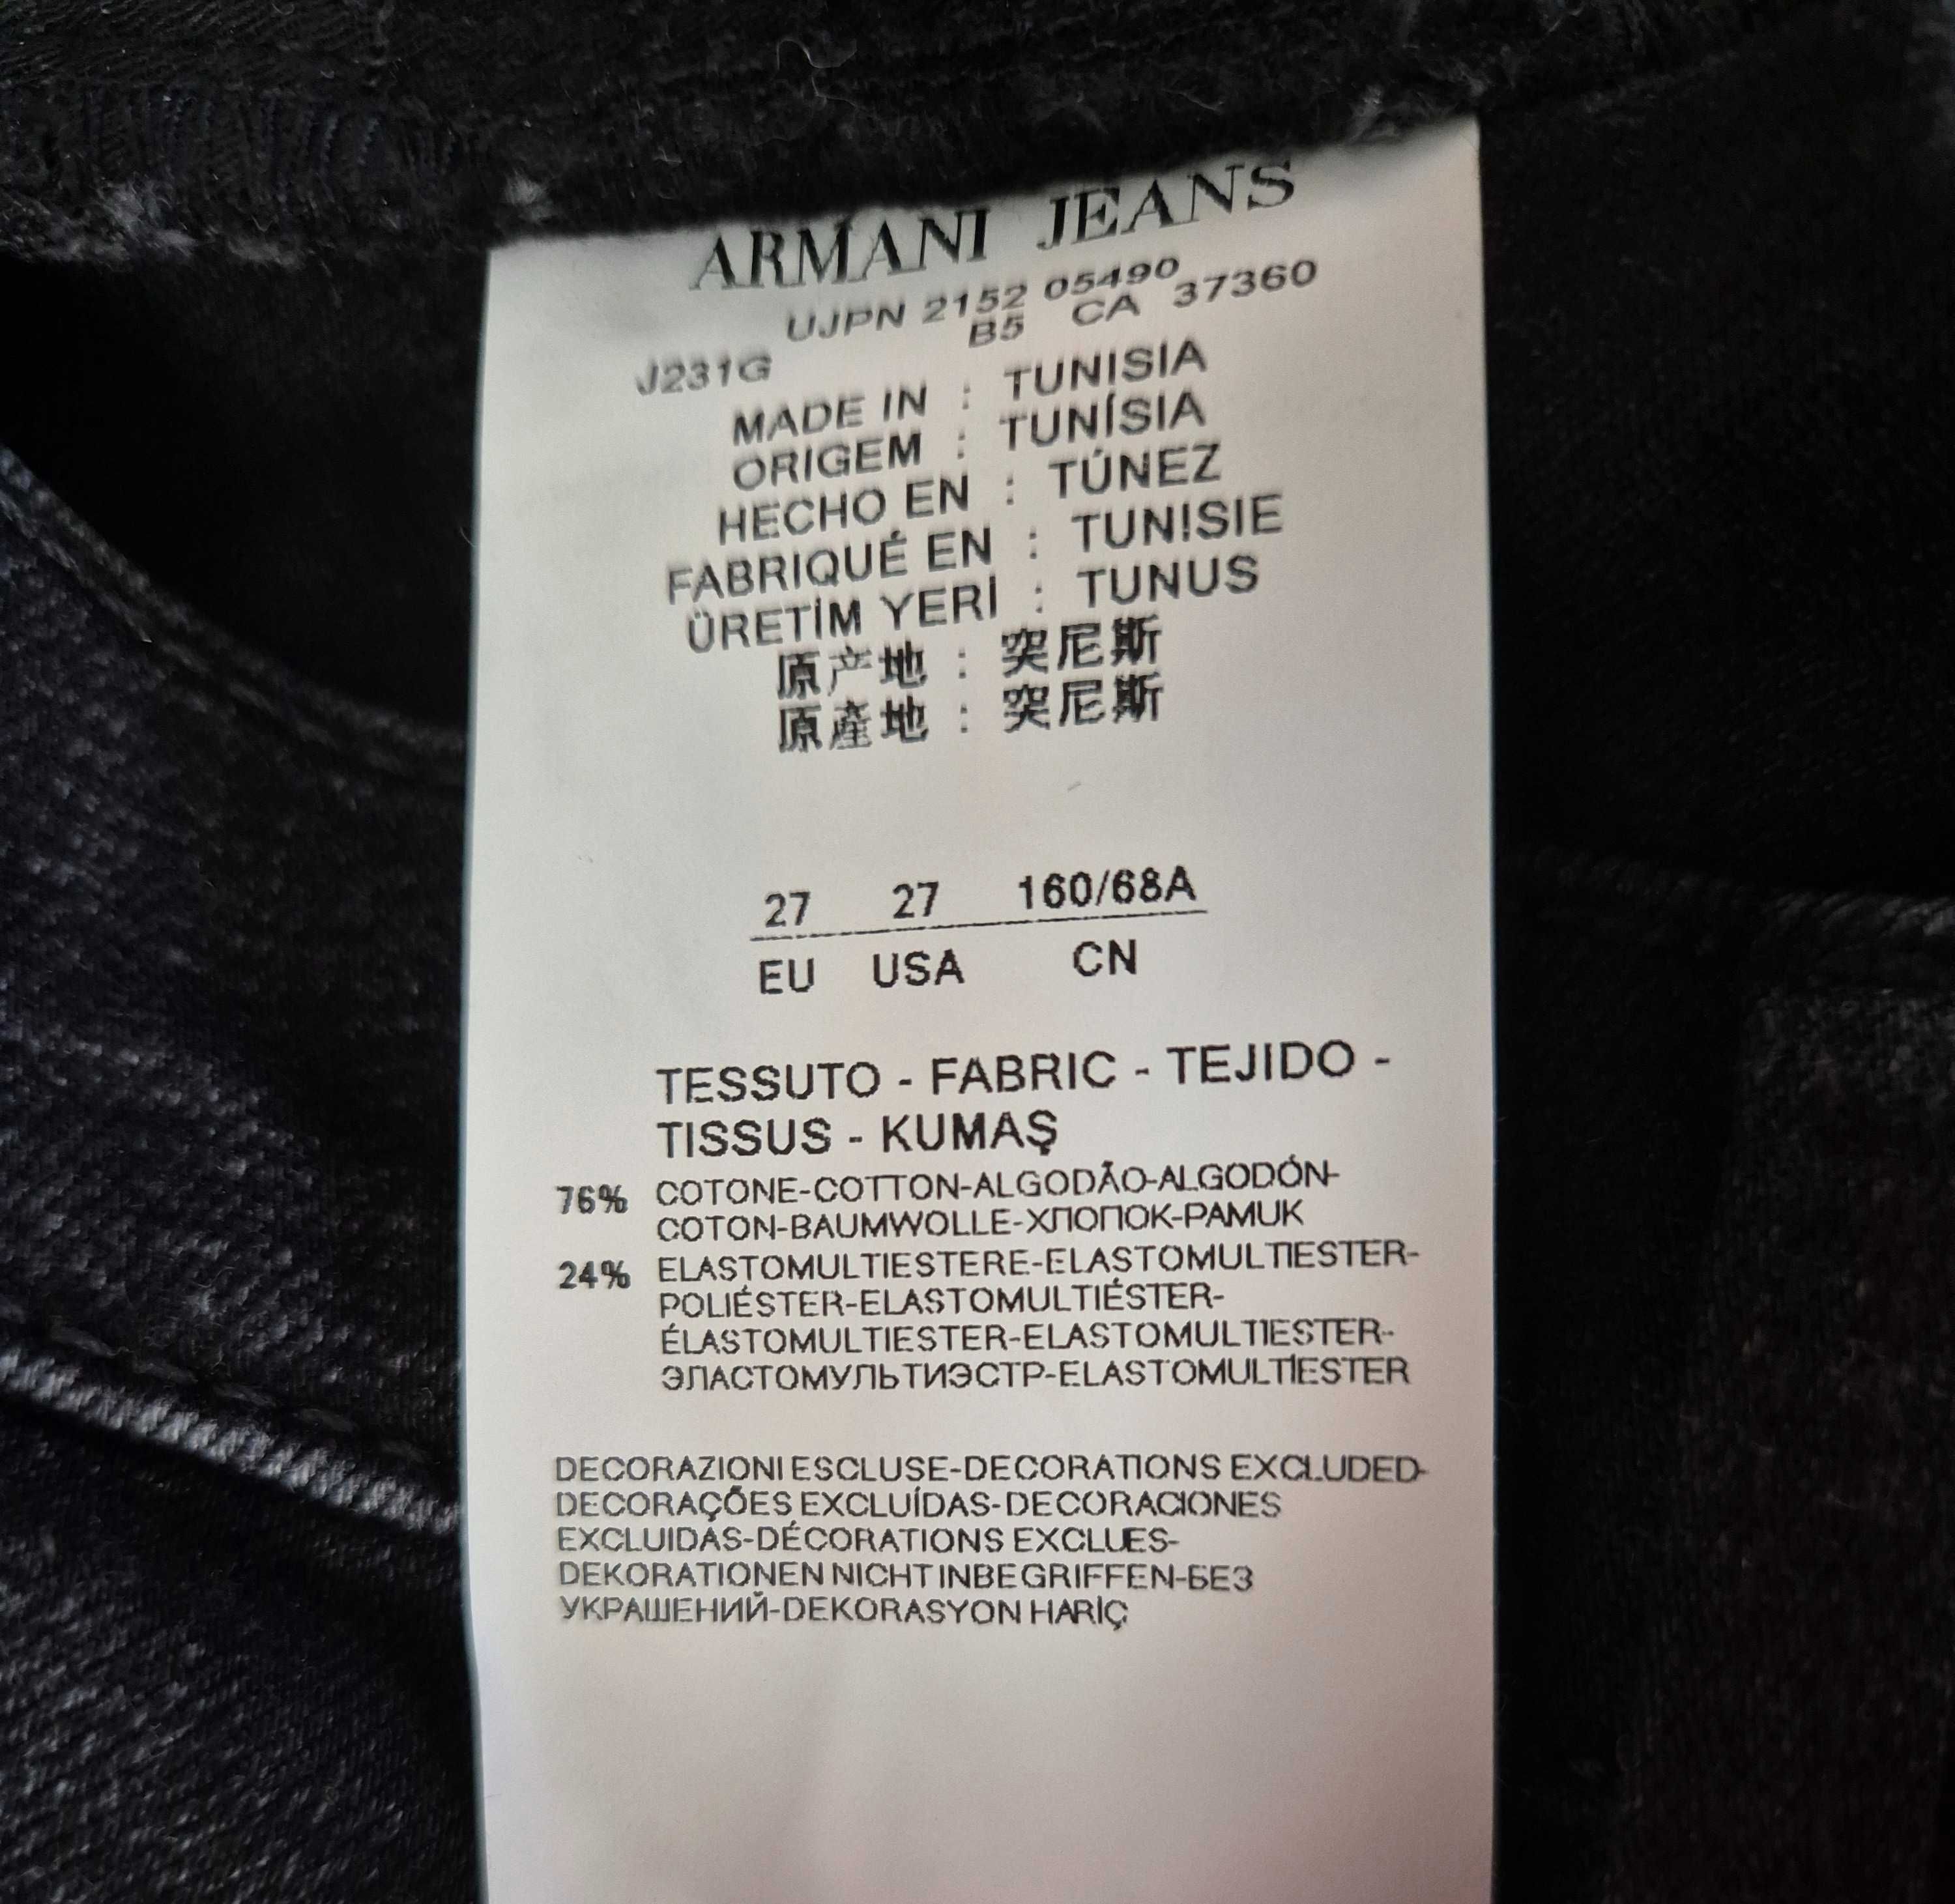 ARMANI JEANS
UJPN 2152 05490
J231G B5 CA 37360
MADE IN : TUNISIA
ORIGEM : TUNÍSIA
HECHO EN : TÚNEZ
FABRIQUÉ EN : TUNISIE
ÜRETİM YERİ : TUNUS
原产地 : 突尼斯
原產地 : 突尼斯
27 27 160/68A
EU USA CN
TESSUTO - FABRIC - TEJIDO -
TISSUS - KUMAŞ
76% COTONE-COTTON-ALGODÃO-ALGODÓN-
COTON-BAUMWOLLE-ХЛОПОК-PAMUK
24% ELASTOMULTIESTERE-ELASTOMULTIESTER-
POLIÉSTER-ELASTOMULTIÉSTER-
ÉLASTOMULTIESTER-ELASTOMULTIESTER-
ЭЛАСТОМУЛЬТИЭСТР-ELASTOMULTİESTER
DECORAZIONI ESCLUSE-DECORATIONS EXCLUDED-
DECORAÇÕES EXCLUÍDAS-DECORACIONES
EXCLUIDAS-DÉCORATIONS EXCLUES-
DEKORATIONEN NICHT INBEGRIFFEN-БЕЗ
УКРАШЕНИЙ-DEKORASYON HARİÇ